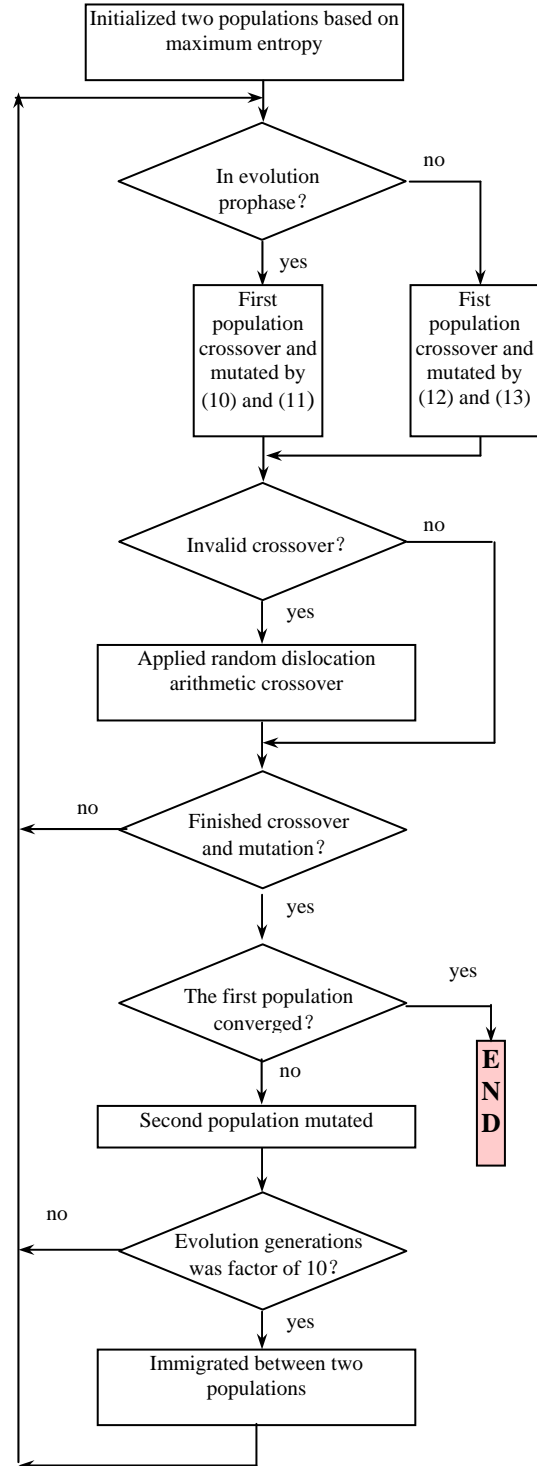 Initialized two populations based on
maximum entropy
no
In evolution
prophase?
yes
First
population
crossover and
mutated by
(10) and (11)
Fist
population
crossover and
mutated by
(12) and (13)
no
Invalid crossover?
yes
Applied random dislocation
arithmetic crossover
no
Finished crossover
and mutation?
yes
yes
The first population
converged?
no
E
N
D
Second population mutated
no
Evolution generations
was factor of 10?
yes
Immigrated between two
populations